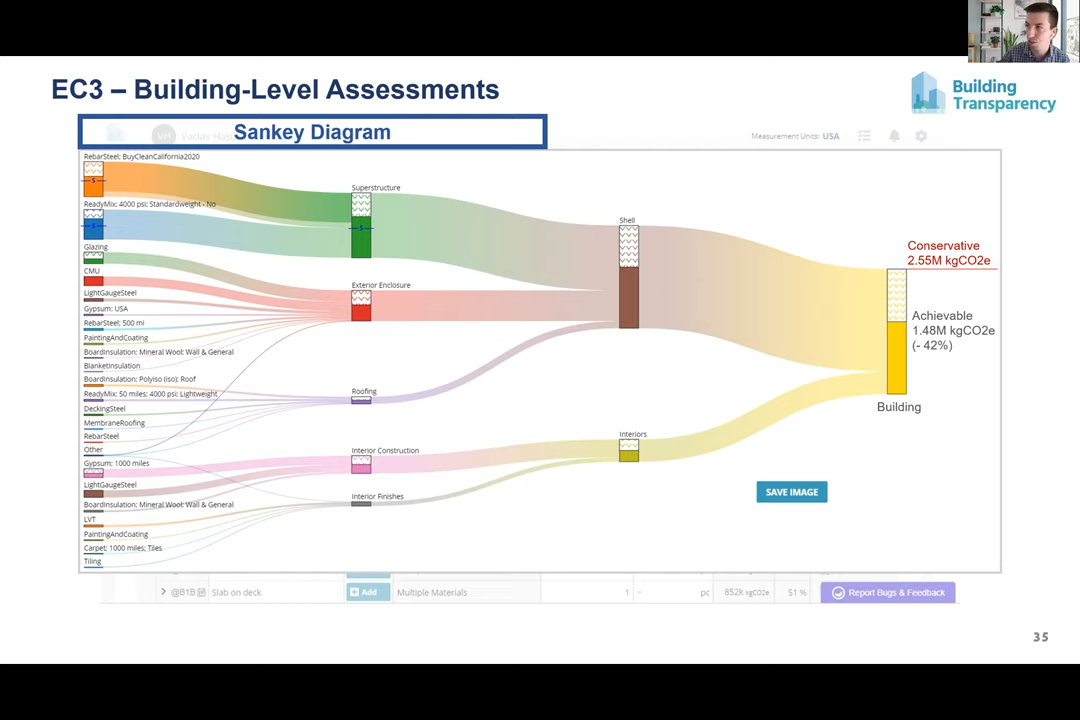 EC3 – Building-Level Assessments
Building
Transparency
Sankey Diagram
Measurement Units: USA
RebarSteel; BuyCleanCalifornia2020
ReadyMix; 4000 psi; Standardweight - No
Glazing
CMU
LightGaugeSteel
Gypsum: USA
RebarSteel; 500 mi
PaintingAndCoating
BoardInsulation; Mineral Wool; Wall & General
BlanketInsulation
BoardInsulation; Polyiso (iso); Roof
ReadyMix; 50 miles; 4000 psi; Lightweight
DeckingSteel
MembraneRoofing
RebarSteel
Other
Gypsum; 1000 miles
LightGaugeSteel
BoardInsulation; Mineral Wool; Wall & General
LVT
PaintingAndCoating
Carpet; 1000 miles; Tiles
Tiling
Superstructure
Exterior Enclosure
Roofing
Interior Construction
Interior Finishes
Shell
Interiors
Conservative
2.55M kgCO2e
Achievable
1.48M kgCO2e
(- 42%)
Building
SAVE IMAGE
@B1B Slab on deck Add Multiple Materials 1 pc 852k kgCO2e 51 % Report Bugs & Feedback
35